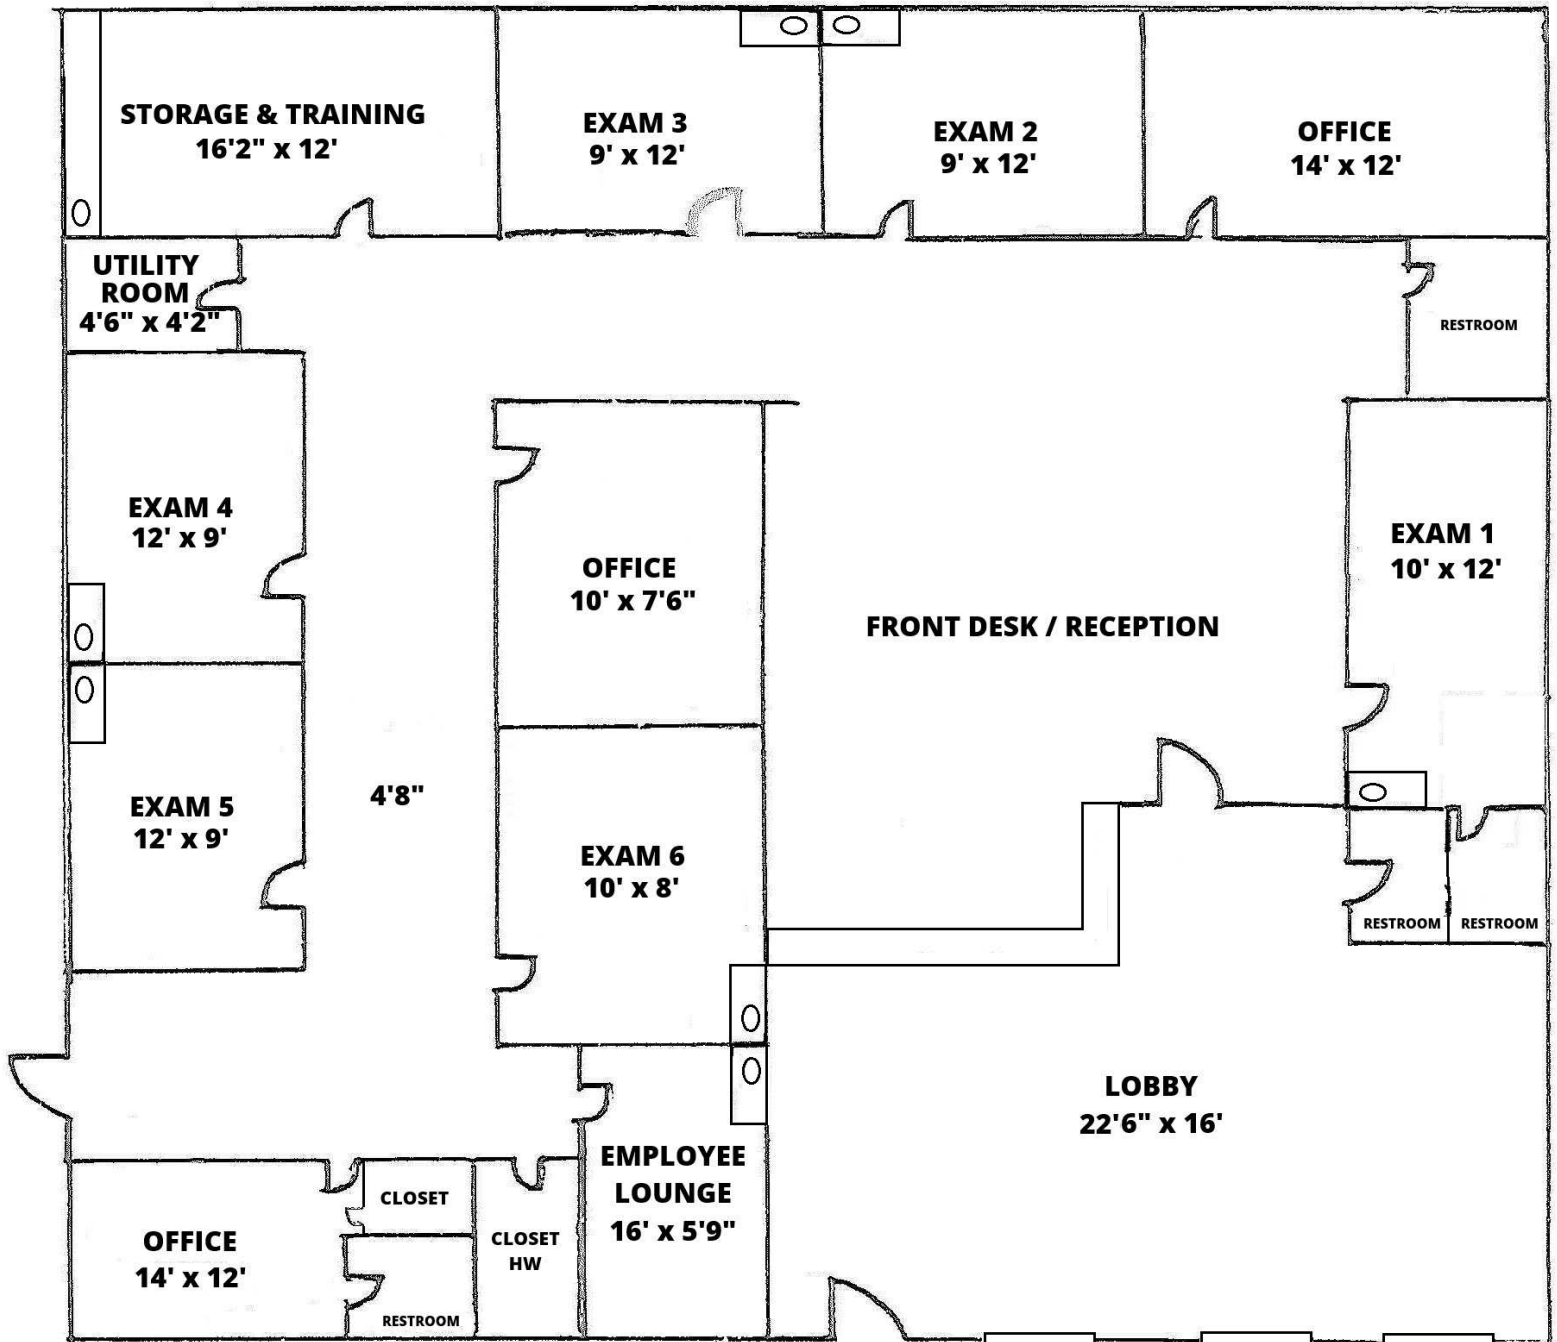 STORAGE & TRAINING
16'2" x 12'
EXAM 3
9' x 12'
EXAM 2
9' x 12'
OFFICE
14' x 12'
UTILITY
ROOM
4'6" x 4'2"
RESTROOM
EXAM 4
12' x 9'
OFFICE
10' x 7'6"
FRONT DESK / RECEPTION
EXAM 1
10' x 12'
EXAM 5
12' x 9'
4'8"
EXAM 6
10' x 8'
RESTROOM
RESTROOM
LOBBY
22'6" x 16'
EMPLOYEE
LOUNGE
16' x 5'9"
CLOSET
CLOSET
HW
OFFICE
14' x 12'
RESTROOM